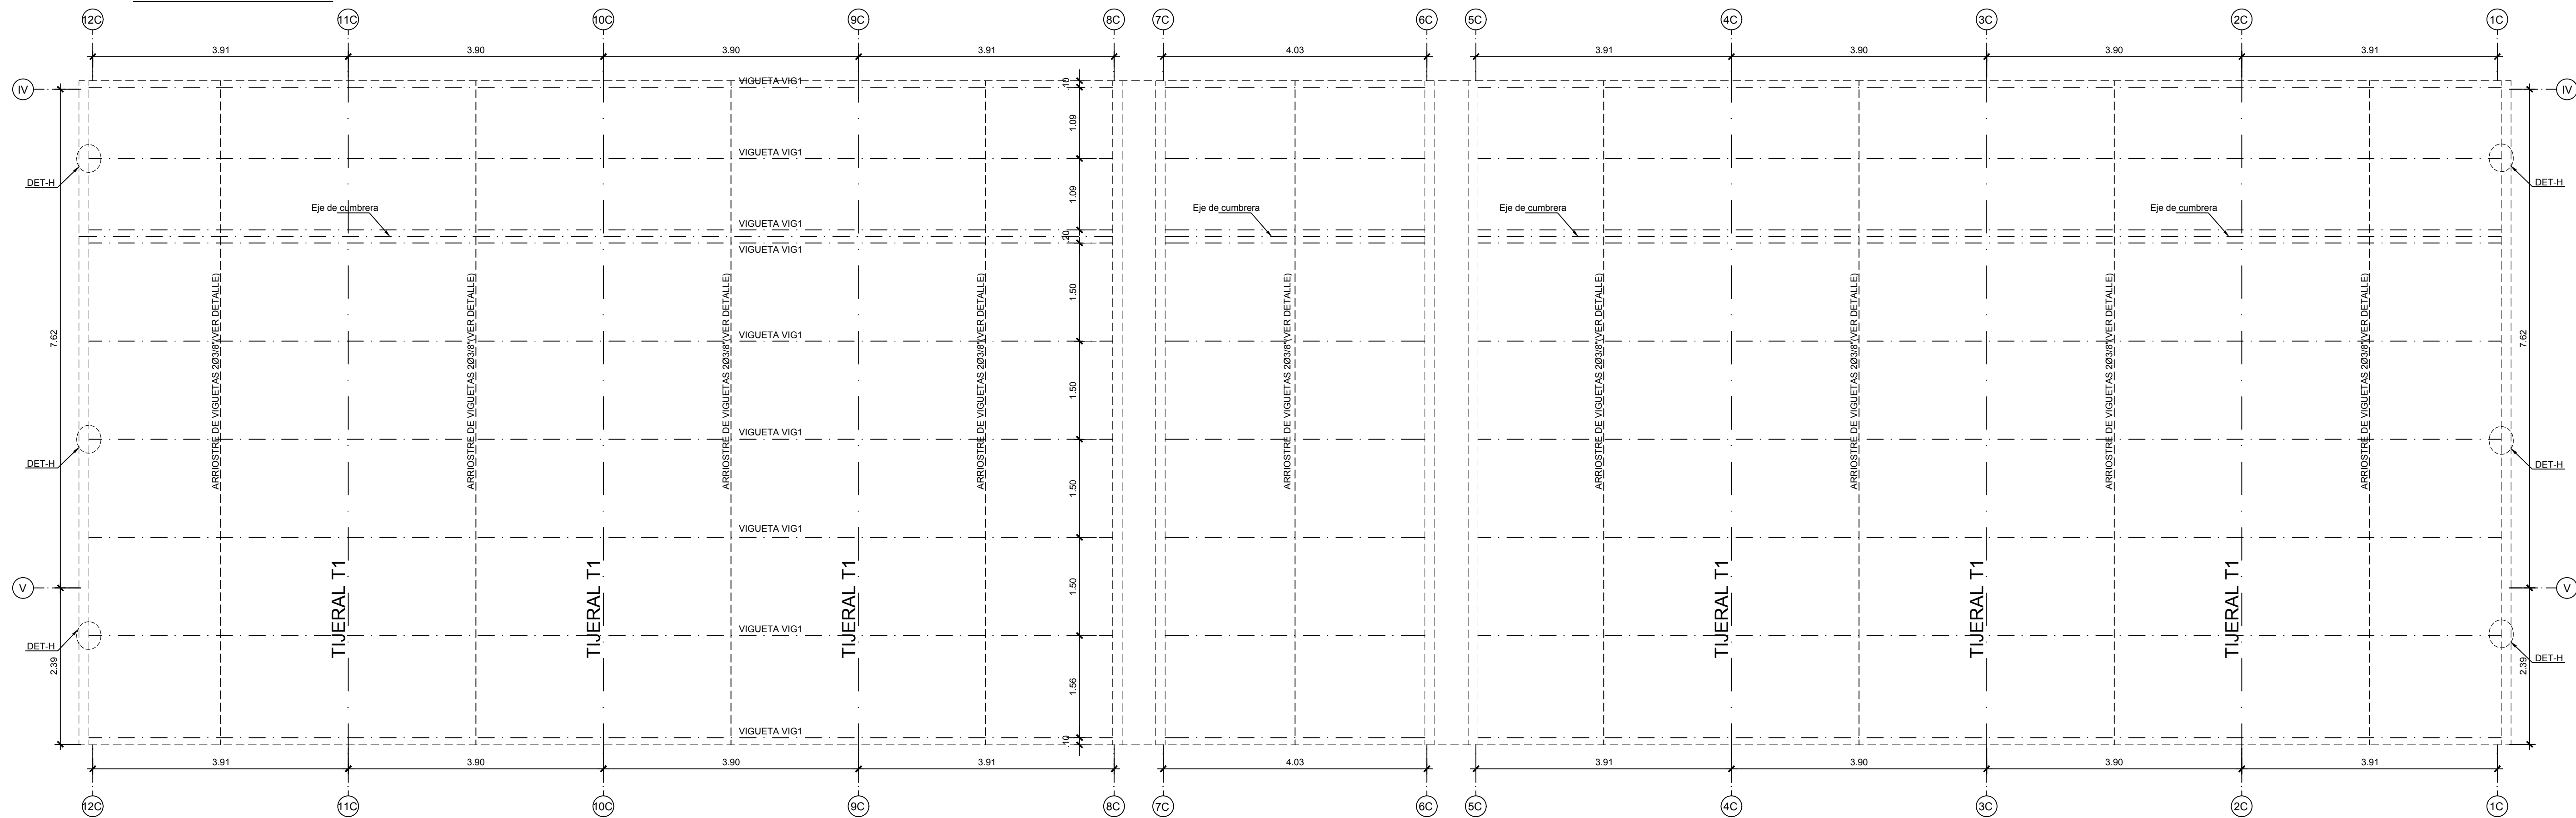 12C 11C 10C 9C 8C 7C 6C 5C 4C 3C 2C 1C
3.91 3.90 3.90 3.91 4.03 3.91 3.90 3.90 3.91
VIGUETA VIG1 .10
IV IV
1.09
VIGUETA VIG1
DET-H DET-H
1.09
Eje de cumbrera Eje de cumbrera Eje de cumbrera Eje de cumbrera
VIGUETA VIG1
.20
VIGUETA VIG1
1.50
7.62 VIGUETA VIG1 7.62
ARRIOSTRE DE VIGUETAS 2Ø3/8"(VER DETALLE)
ARRIOSTRE DE VIGUETAS 2Ø3/8"(VER DETALLE)
ARRIOSTRE DE VIGUETAS 2Ø3/8"(VER DETALLE)
ARRIOSTRE DE VIGUETAS 2Ø3/8"(VER DETALLE)
ARRIOSTRE DE VIGUETAS 2Ø3/8"(VER DETALLE)
ARRIOSTRE DE VIGUETAS 2Ø3/8"(VER DETALLE)
ARRIOSTRE DE VIGUETAS 2Ø3/8"(VER DETALLE)
ARRIOSTRE DE VIGUETAS 2Ø3/8"(VER DETALLE)
ARRIOSTRE DE VIGUETAS 2Ø3/8"(VER DETALLE)
1.50
VIGUETA VIG1
DET-H DET-H
1.50
VIGUETA VIG1
V V
1.50
TIJERAL T1
TIJERAL T1
TIJERAL T1
TIJERAL T1
TIJERAL T1
TIJERAL T1
VIGUETA VIG1
DET-H DET-H
2.39 2.39
1.56
VIGUETA VIG1
.10
3.91 3.90 3.90 3.91 4.03 3.91 3.90 3.90 3.91
12C 11C 10C 9C 8C 7C 6C 5C 4C 3C 2C 1C